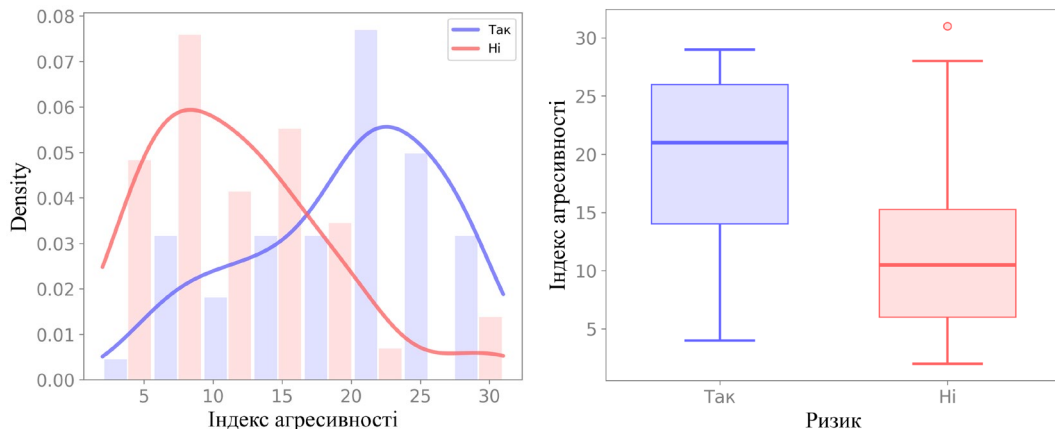 0.08
0.07
0.06
0.05
0.04
0.03
0.02
0.01
0.00
Density
5
10
15
20
25
30
Індекс агресивності
Так
Ні
30
25
20
15
10
5
Індекс агресивності
Так
Ні
Ризик